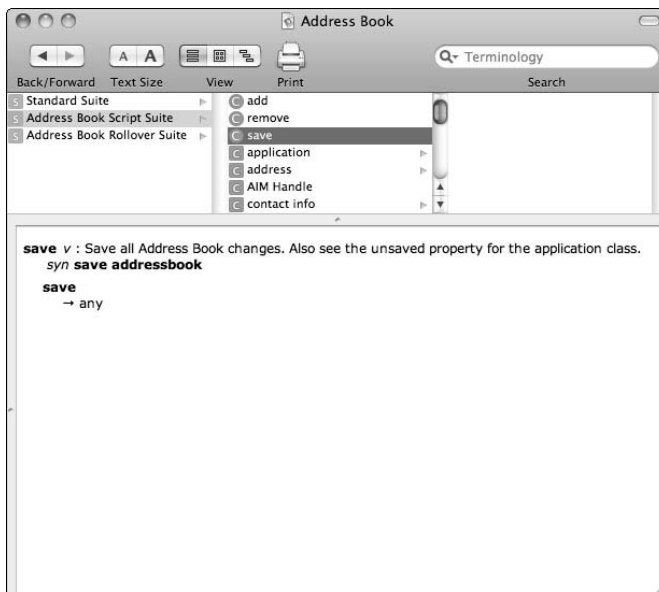 Address Book
A A
Back/Forward Text Size View Print Search
Terminology
S Standard Suite
S Address Book Script Suite
S Address Book Rollover Suite
C add
C remove
C save
C application
C address
C AIM Handle
C contact info
save v : Save all Address Book changes. Also see the unsaved property for the application class.
syn save addressbook
save
→ any